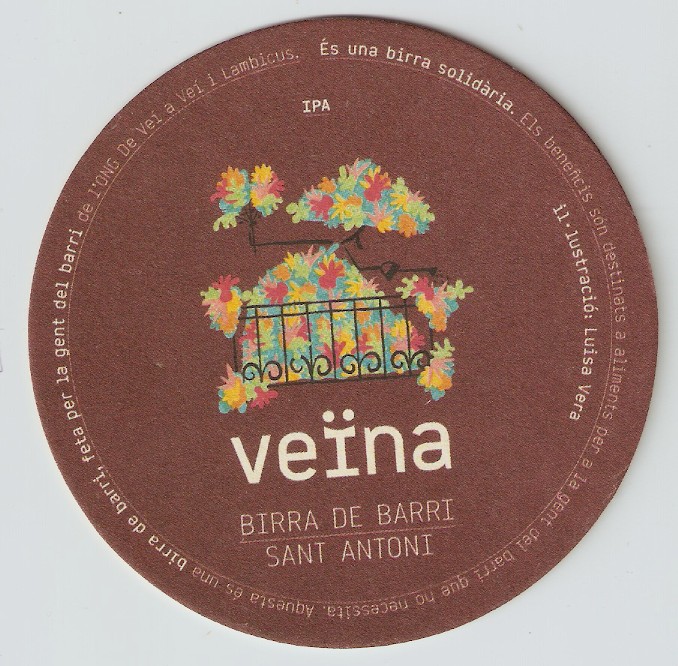 És una birra solidària. Els beneficis són destinats a aliments per a la gent del barri que ho necessita. Aquesta és una birra de barri, feta per la gent del barri de l'ONG De Veí a Veí i Lambicus.
IPA
il·lustració: Luisa Vera
veïna
BIRRA DE BARRI
SANT ANTONI